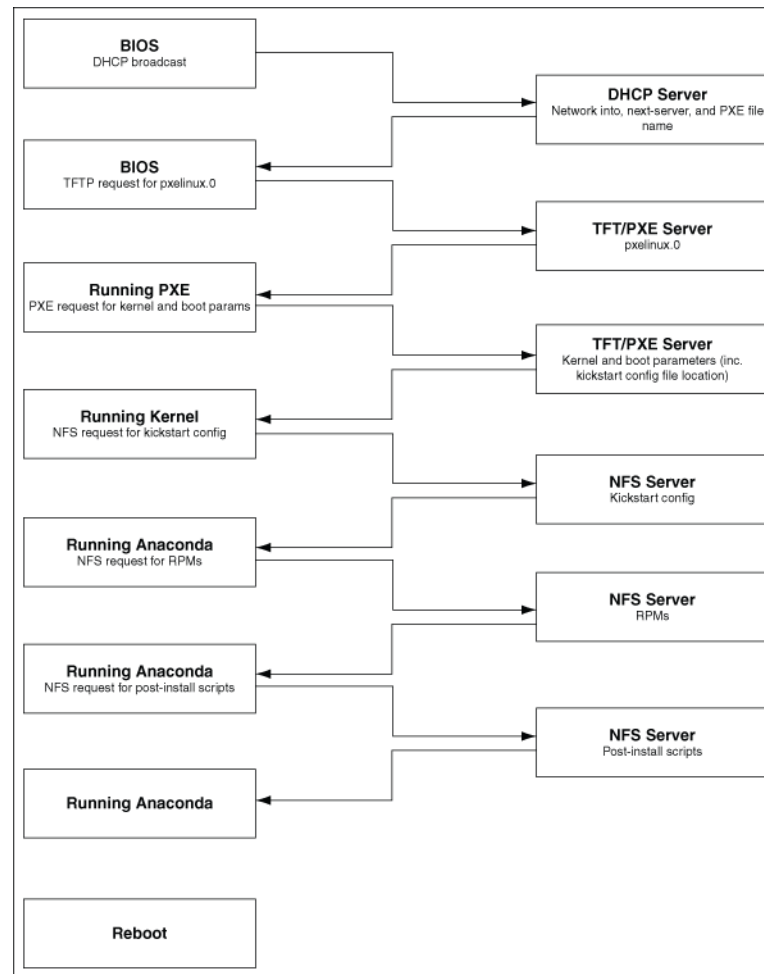 BIOS
DHCP broadcast
DHCP Server
Network into, next-server, and PXE file
name
BIOS
TFTP request for pxelinux.0
TFT/PXE Server
pxelinux.0
Running PXE
PXE request for kernel and boot params
TFT/PXE Server
Kernel and boot parameters (inc.
kickstart config file location)
Running Kernel
NFS request for kickstart config
NFS Server
Kickstart config
Running Anaconda
NFS request for RPMs
NFS Server
RPMs
Running Anaconda
NFS request for post-install scripts
NFS Server
Post-install scripts
Running Anaconda
Reboot